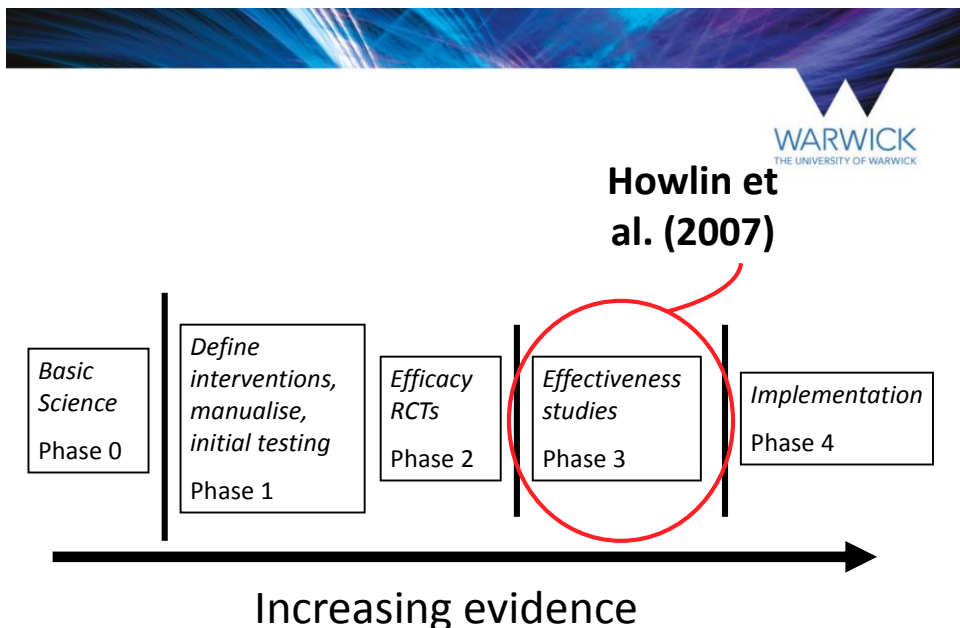 WARWICK
THE UNIVERSITY OF WARWICK
Howlin et
al. (2007)
Basic
Science
Phase 0
Define
interventions,
manualise,
initial testing
Phase 1
Efficacy
RCTs
Phase 2
Effectiveness
studies
Phase 3
Implementation
Phase 4
Increasing evidence